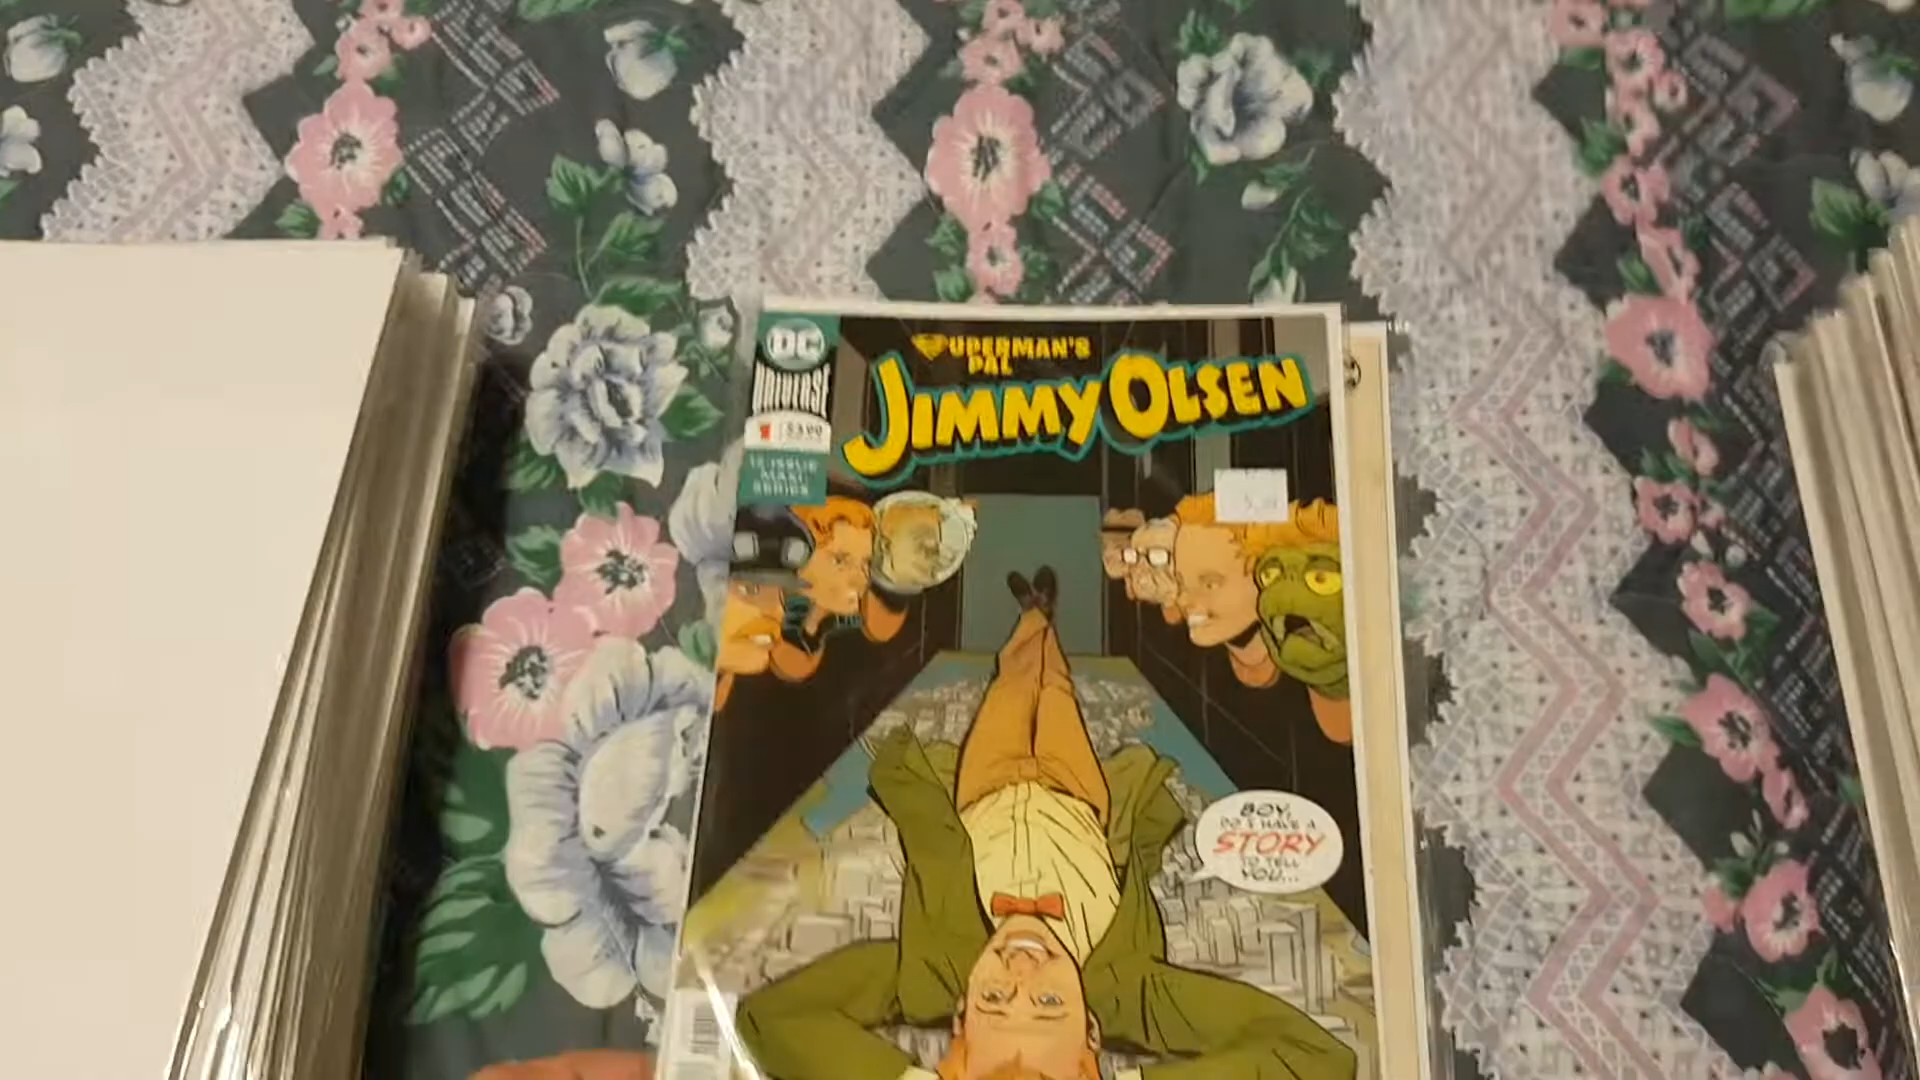 DC
UNIVERSE
1 $3.99
12-ISSUE
MAXI-
SERIES
SUPERMAN'S
PAL
JIMMY OLSEN
BOY,
DO I HAVE A
STORY
TO TELL
YOU...